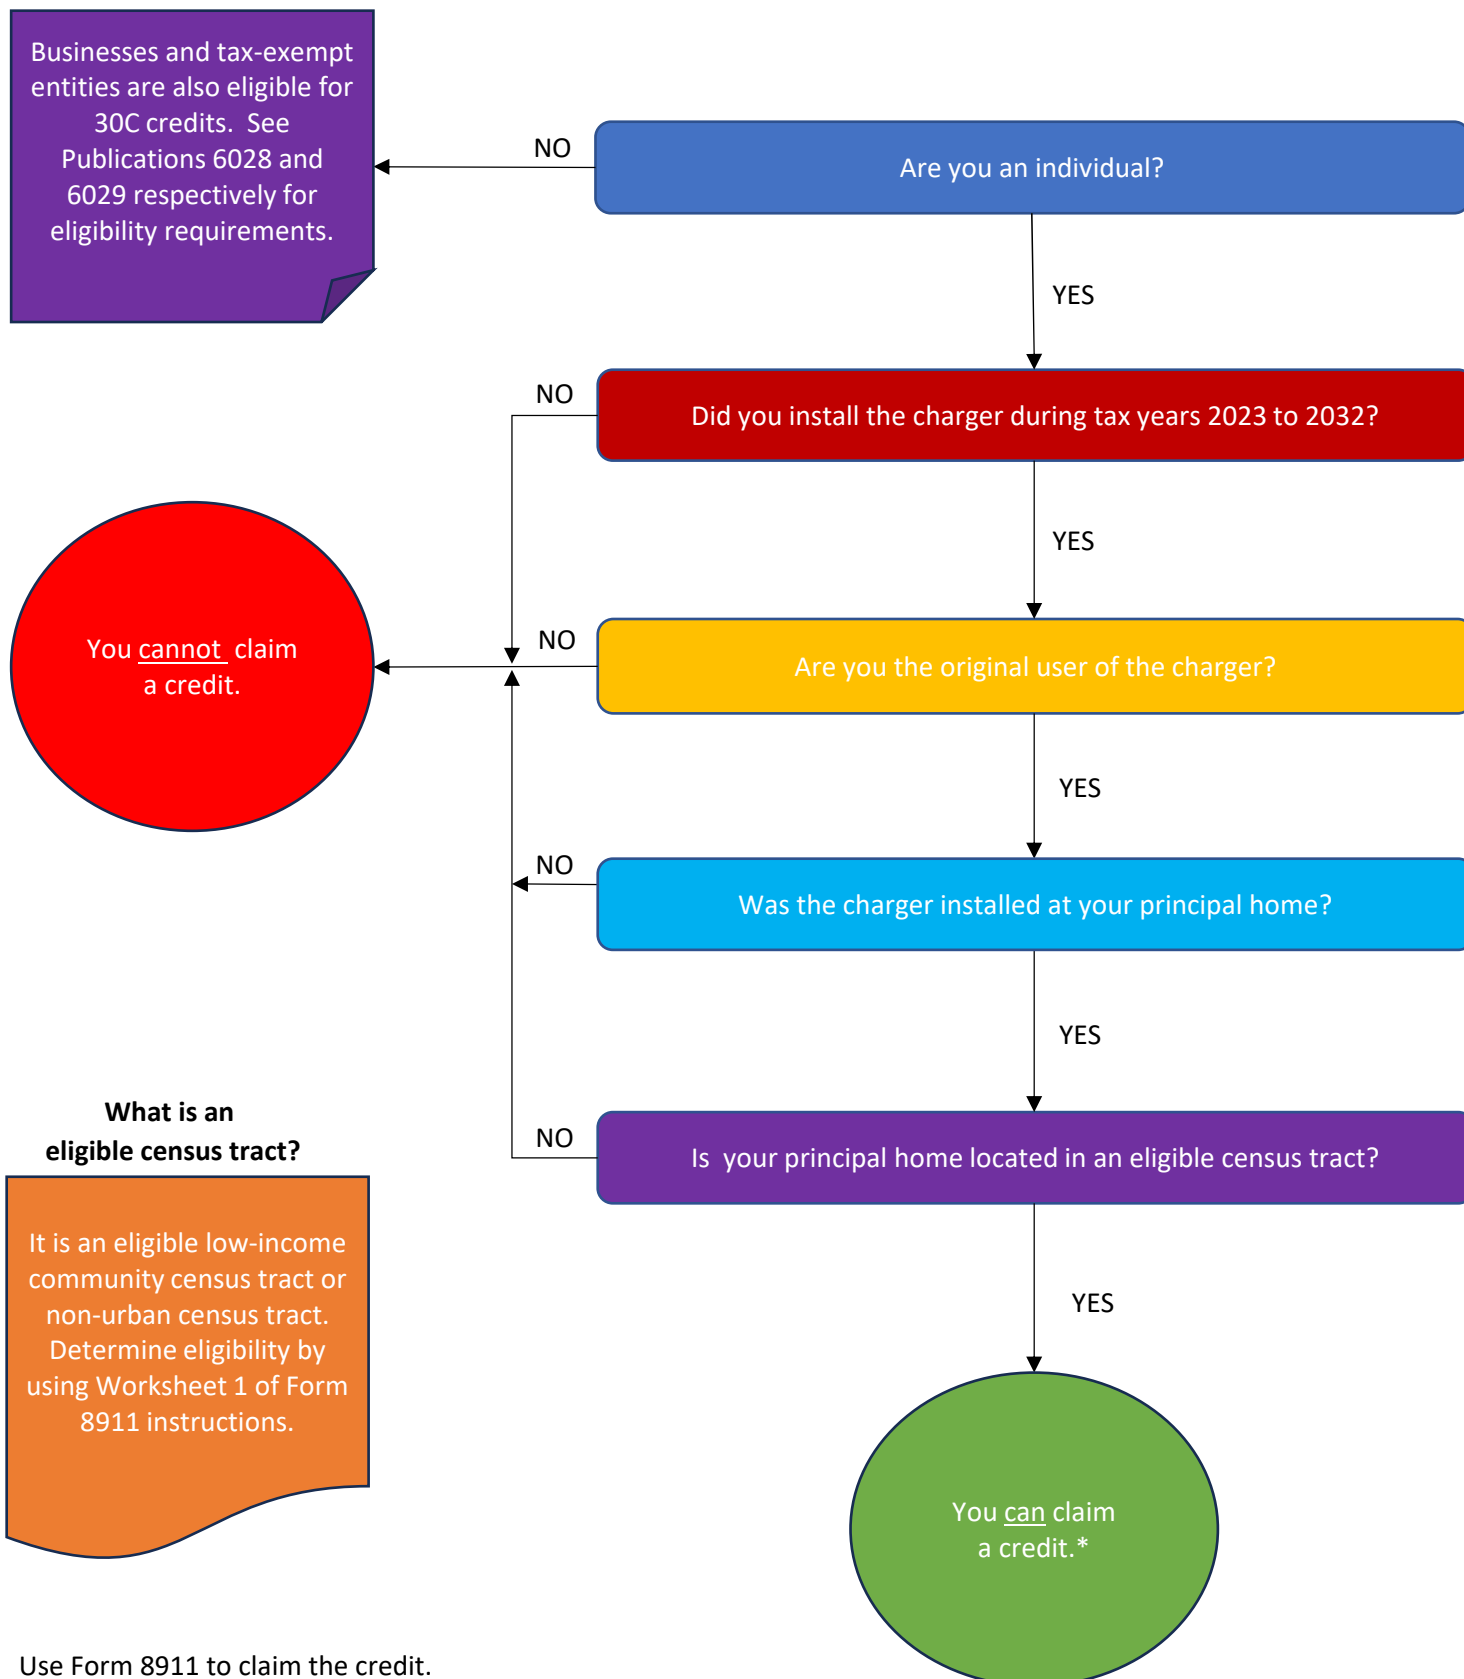 Businesses and tax-exempt
entities are also eligible for
30C credits. See
Publications 6028 and
6029 respectively for
eligibility requirements.
NO
Are you an individual?
YES
NO
Did you install the charger during tax years 2023 to 2032?
YES
You cannot claim
a credit.
NO
Are you the original user of the charger?
YES
NO
Was the charger installed at your principal home?
YES
What is an
eligible census tract?
NO
Is your principal home located in an eligible census tract?
It is an eligible low-income
community census tract or
non-urban census tract.
Determine eligibility by
using Worksheet 1 of Form
8911 instructions.
YES
You can claim
a credit.*
Use Form 8911 to claim the credit.